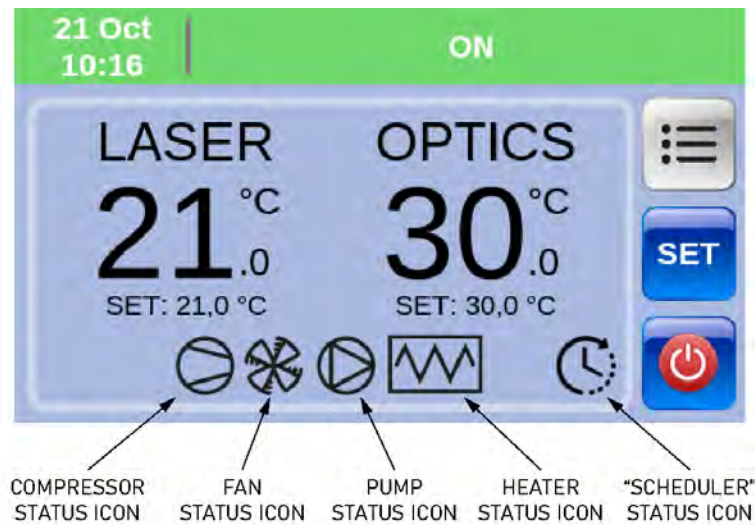 21 Oct
10:16
ON
LASER OPTICS
21.0 °C 30.0 °C
SET: 21,0 °C SET: 30,0 °C
SET
COMPRESSOR FAN PUMP HEATER "SCHEDULER"
STATUS ICON STATUS ICON STATUS ICON STATUS ICON STATUS ICON